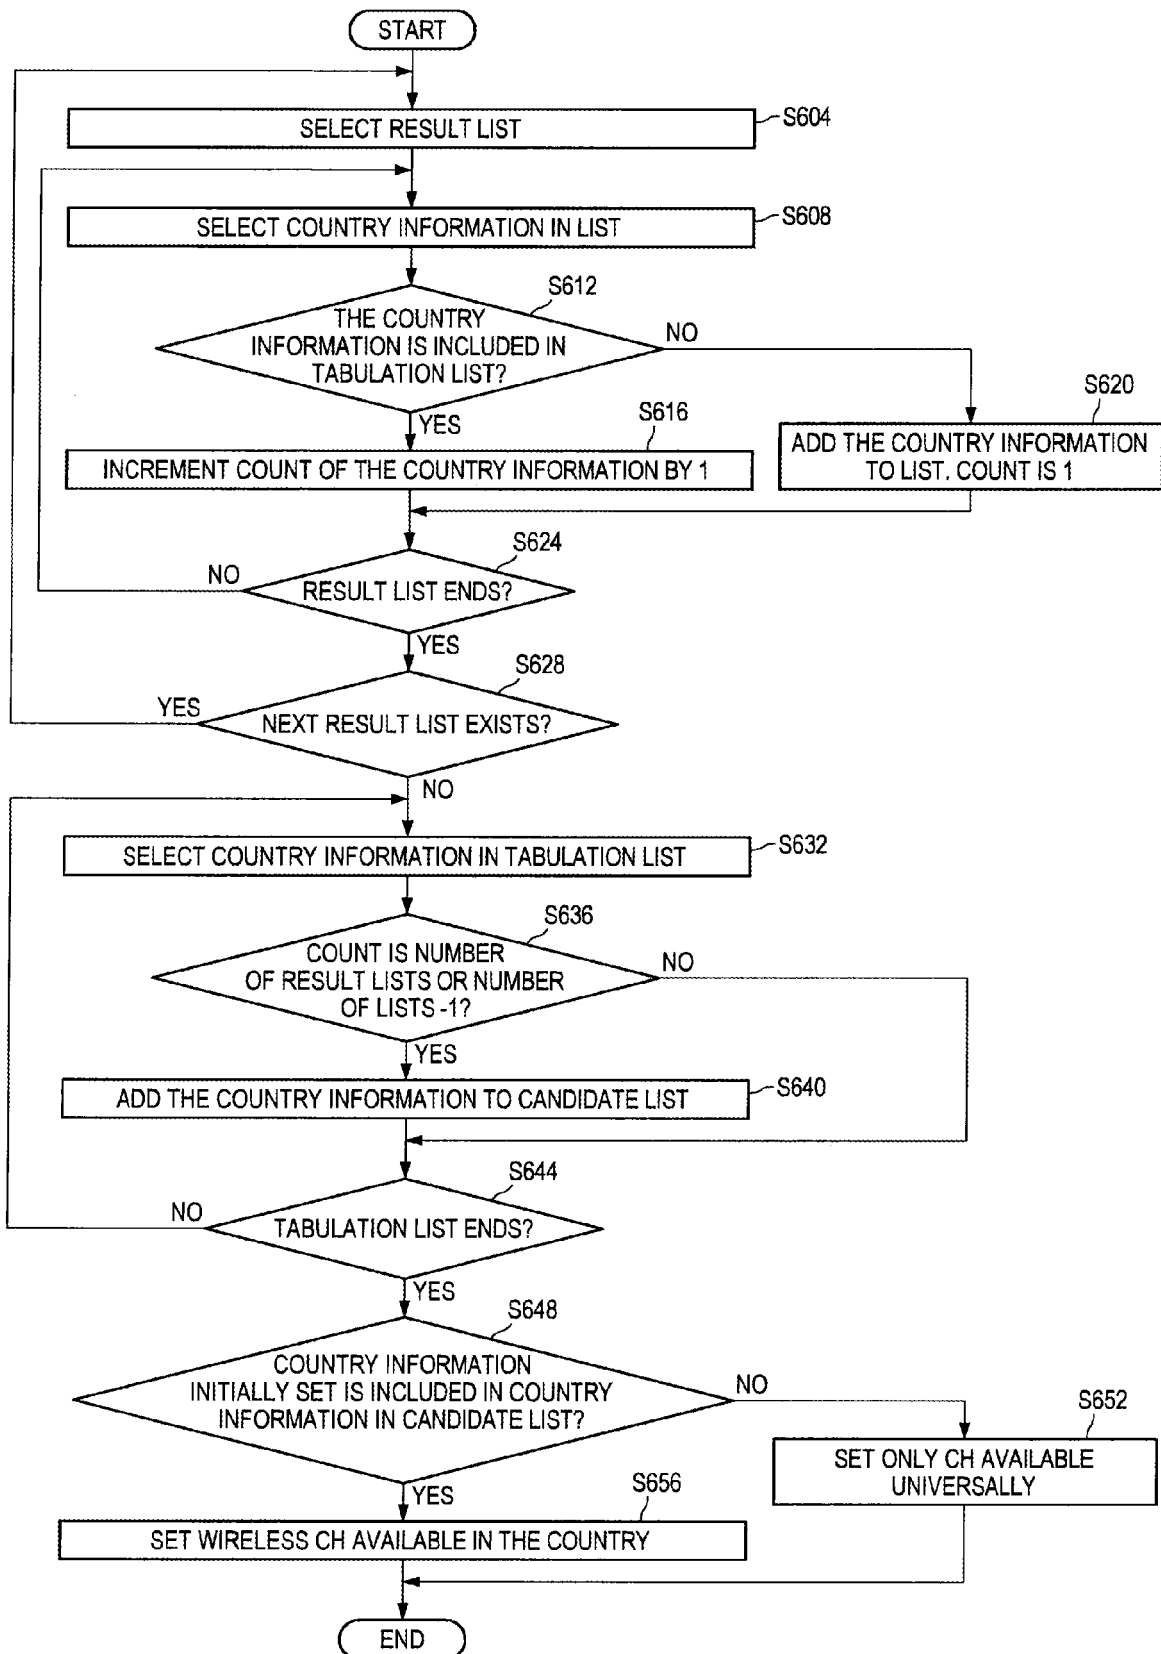 START
SELECT RESULT LIST
S604
SELECT COUNTRY INFORMATION IN LIST
S608
S612
THE COUNTRY
INFORMATION IS INCLUDED IN
TABULATION LIST?
NO
YES
S616
INCREMENT COUNT OF THE COUNTRY INFORMATION BY 1
S620
ADD THE COUNTRY INFORMATION
TO LIST. COUNT IS 1
S624
NO
RESULT LIST ENDS?
YES
S628
YES
NEXT RESULT LIST EXISTS?
NO
SELECT COUNTRY INFORMATION IN TABULATION LIST
S632
S636
COUNT IS NUMBER
OF RESULT LISTS OR NUMBER
OF LISTS -1?
NO
YES
ADD THE COUNTRY INFORMATION TO CANDIDATE LIST
S640
S644
NO
TABULATION LIST ENDS?
YES
S648
COUNTRY INFORMATION
INITIALLY SET IS INCLUDED IN COUNTRY
INFORMATION IN CANDIDATE LIST?
NO
S652
SET ONLY CH AVAILABLE
UNIVERSALLY
YES
S656
SET WIRELESS CH AVAILABLE IN THE COUNTRY
END